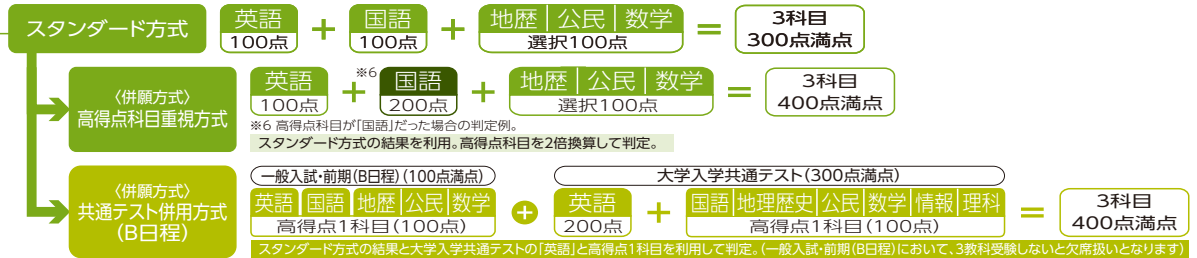 スタンダード方式 英語 100点 + 国語 100点 + 地歴 公民 数学 選択100点 = 3科目 300点満点
〈併願方式〉 高得点科目重視方式 英語 100点 + ※6 国語 200点 + 地歴 公民 数学 選択100点 = 3科目 400点満点
※6 高得点科目が「国語」だった場合の判定例。
スタンダード方式の結果を利用。高得点科目を2倍換算して判定。
〈併願方式〉 共通テスト併用方式 (B日程)
一般入試・前期(B日程)(100点満点) 大学入学共通テスト(300点満点)
英語 国語 地歴 公民 数学 高得点1科目(100点) + 英語 200点 + 国語 地理歴史 公民 数学 情報 理科 高得点1科目(100点) = 3科目 400点満点
スタンダード方式の結果と大学入学共通テストの「英語」と高得点1科目を利用して判定。(一般入試・前期(B日程)において、3教科受験しないと欠席扱いとなります)